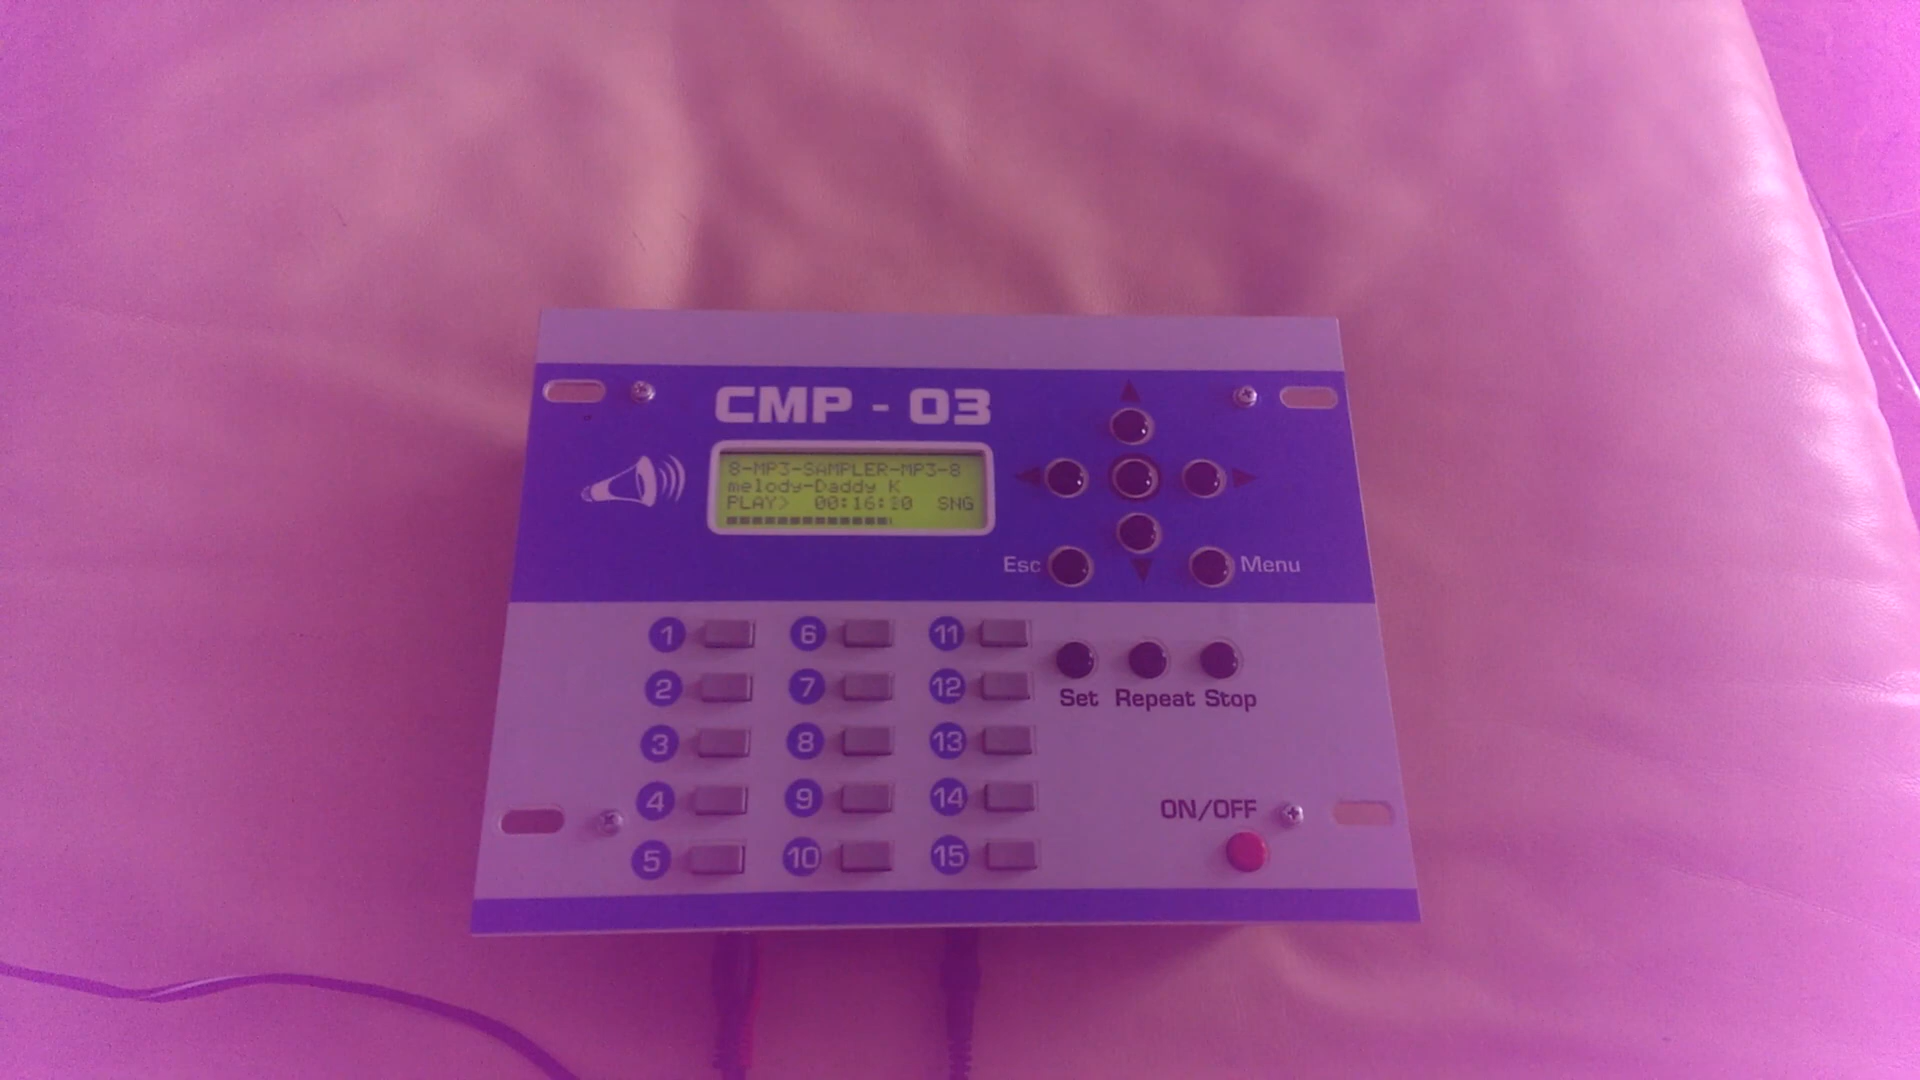 CMP - 03
8-MP3-SAMPLER-MP3-8
melody-Daddy K
PLAY> 00:16:20 SNG
Esc
Menu
1
6
11
2
7
12
Set Repeat Stop
3
8
13
4
9
14
ON/OFF
5
10
15